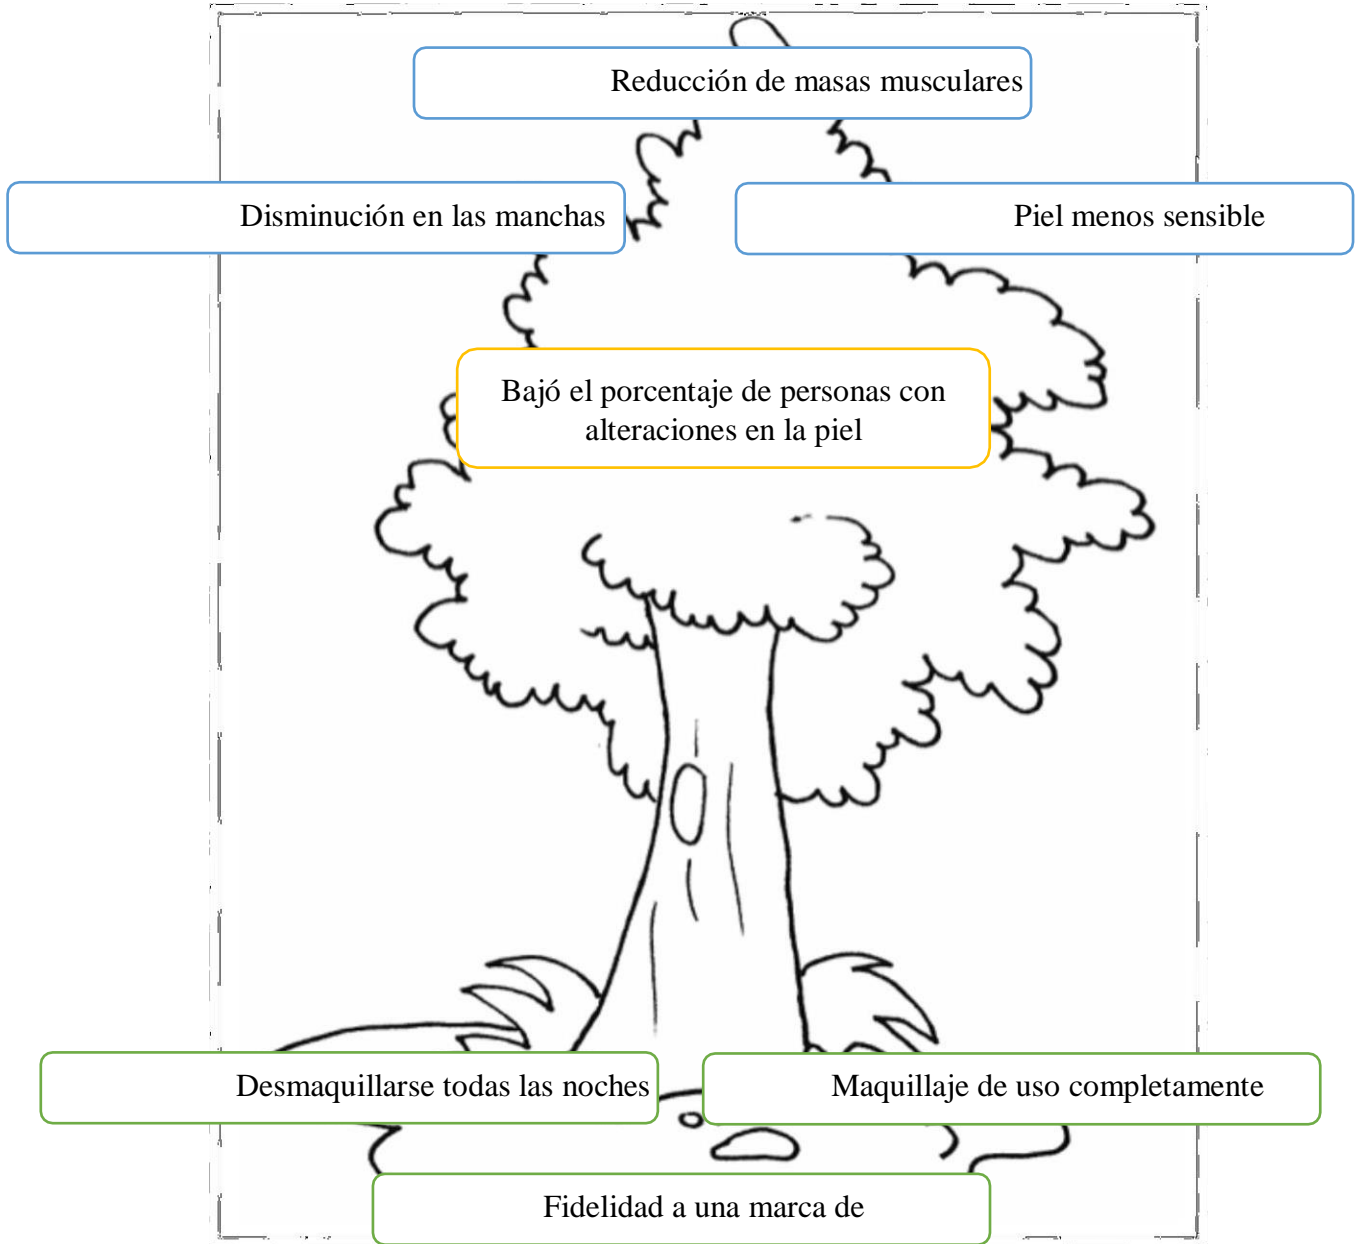 Reducción de masas musculares
Disminución en las manchas
Piel menos sensible
Bajó el porcentaje de personas con
alteraciones en la piel
Desmaquillarse todas las noches
Maquillaje de uso completamente
Fidelidad a una marca de